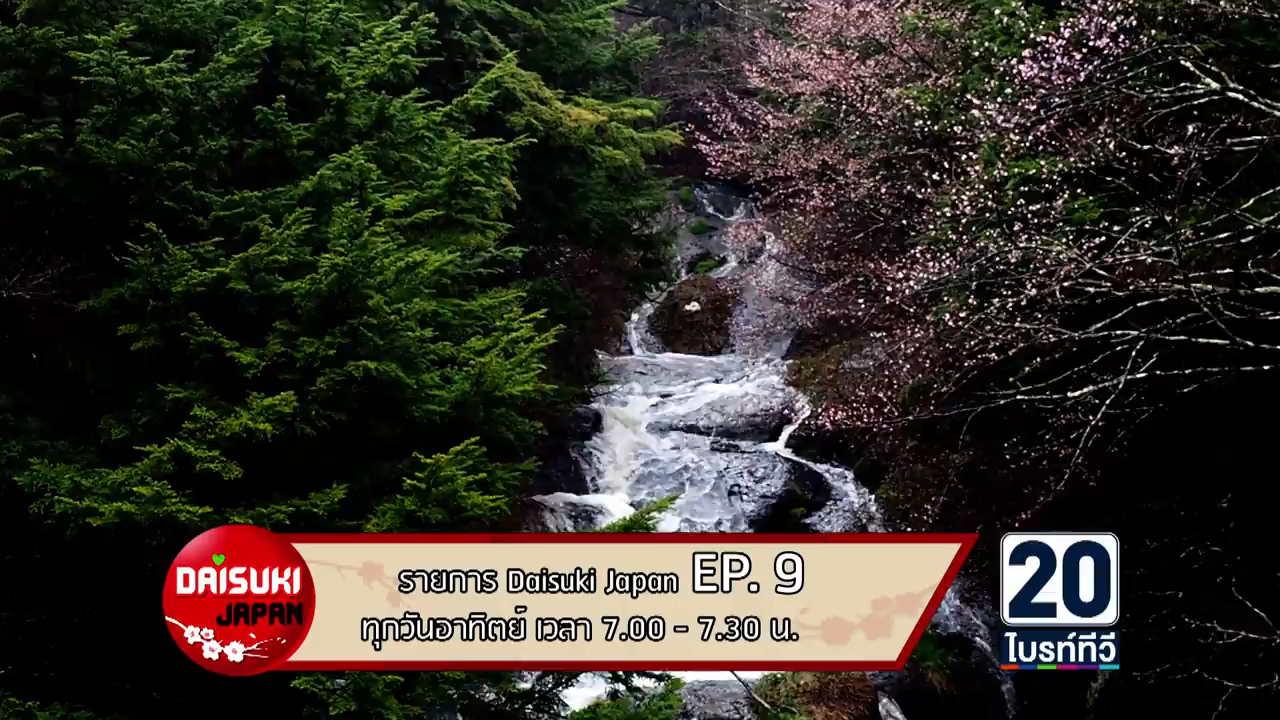 DAiSUKi
JAPAN
รายการ Daisuki Japan EP. 9
ทุกวันอาทิตย์ เวลา 7.00 - 7.30 น.
20
ไบรท์ทีวี